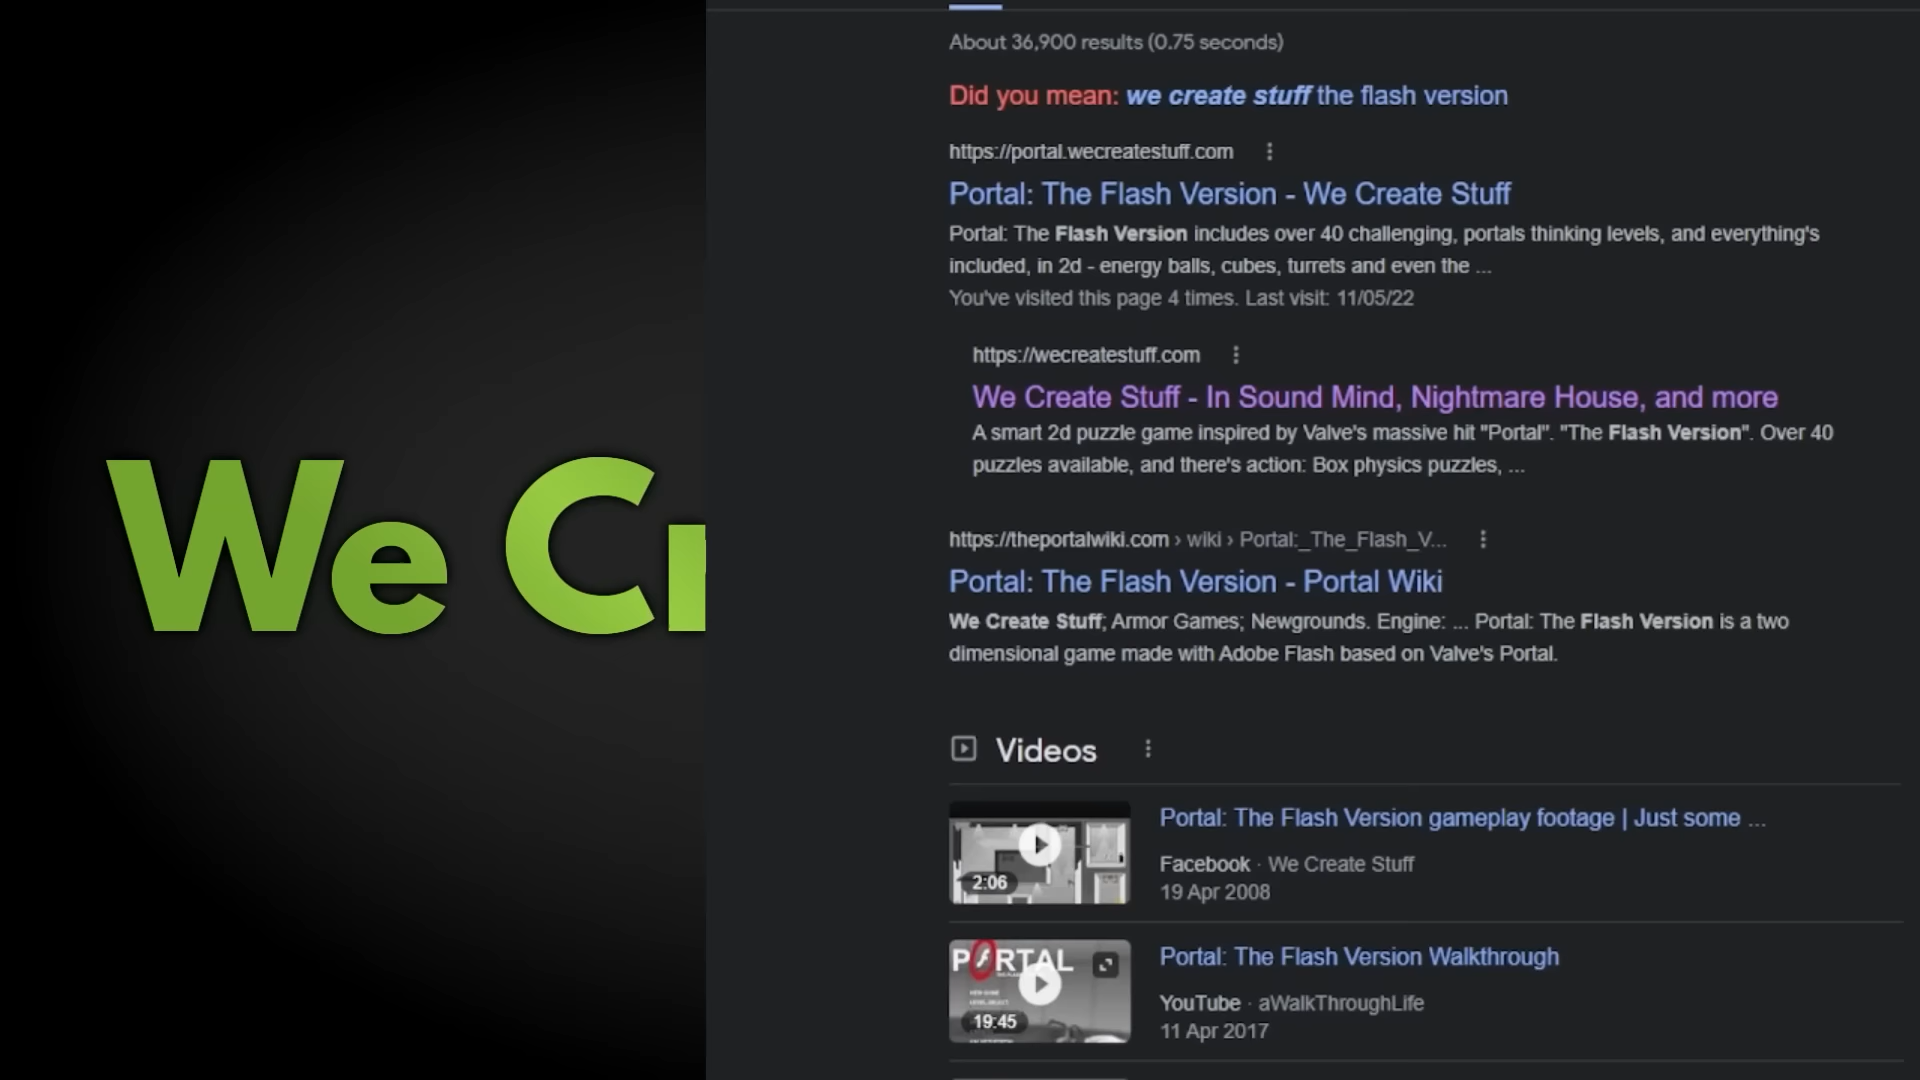 We Cr
About 36,900 results (0.75 seconds)
Did you mean: we create stuff the flash version
https://portal.wecreatestuff.com
Portal: The Flash Version - We Create Stuff
Portal: The Flash Version includes over 40 challenging, portals thinking levels, and everything's
included, in 2d - energy balls, cubes, turrets and even the ...
You've visited this page 4 times. Last visit: 11/05/22
https://wecreatestuff.com
We Create Stuff - In Sound Mind, Nightmare House, and more
A smart 2d puzzle game inspired by Valve's massive hit "Portal". "The Flash Version". Over 40
puzzles available, and there's action: Box physics puzzles, ...
https://theportalwiki.com › wiki › Portal:_The_Flash_V...
Portal: The Flash Version - Portal Wiki
We Create Stuff; Armor Games; Newgrounds. Engine: ... Portal: The Flash Version is a two
dimensional game made with Adobe Flash based on Valve's Portal.
Videos
2:06
Portal: The Flash Version gameplay footage | Just some ...
Facebook · We Create Stuff
19 Apr 2008
PORTAL
19:45
Portal: The Flash Version Walkthrough
YouTube · aWalkThroughLife
11 Apr 2017